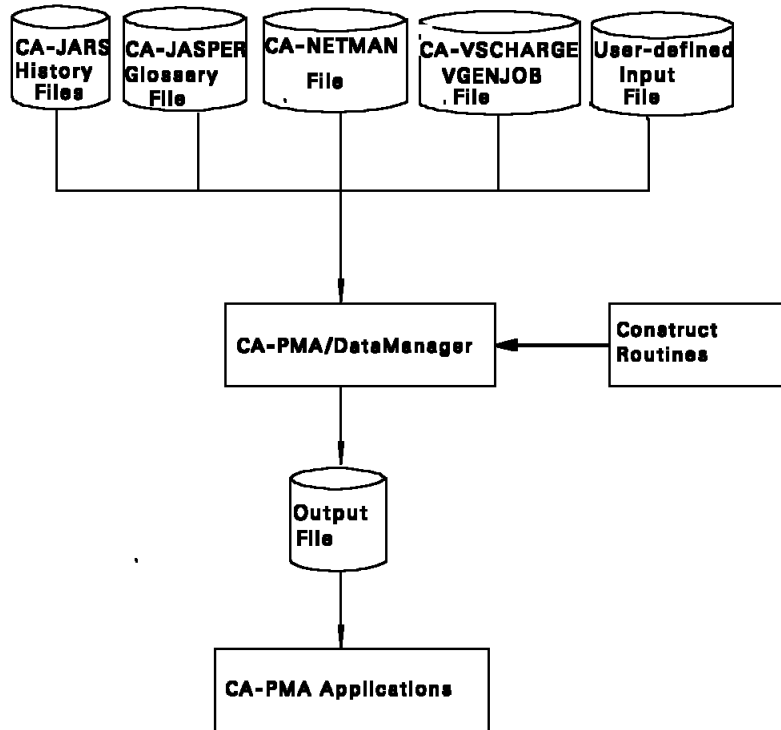 CA-JARS
History
Files
CA-JASPER
Glossary
File
CA-NETMAN
File
CA-VSCHARGE
VGENJOB
File
User-defined
Input
File
CA-PMA/DataManager
Construct
Routines
Output
File
CA-PMA Applications